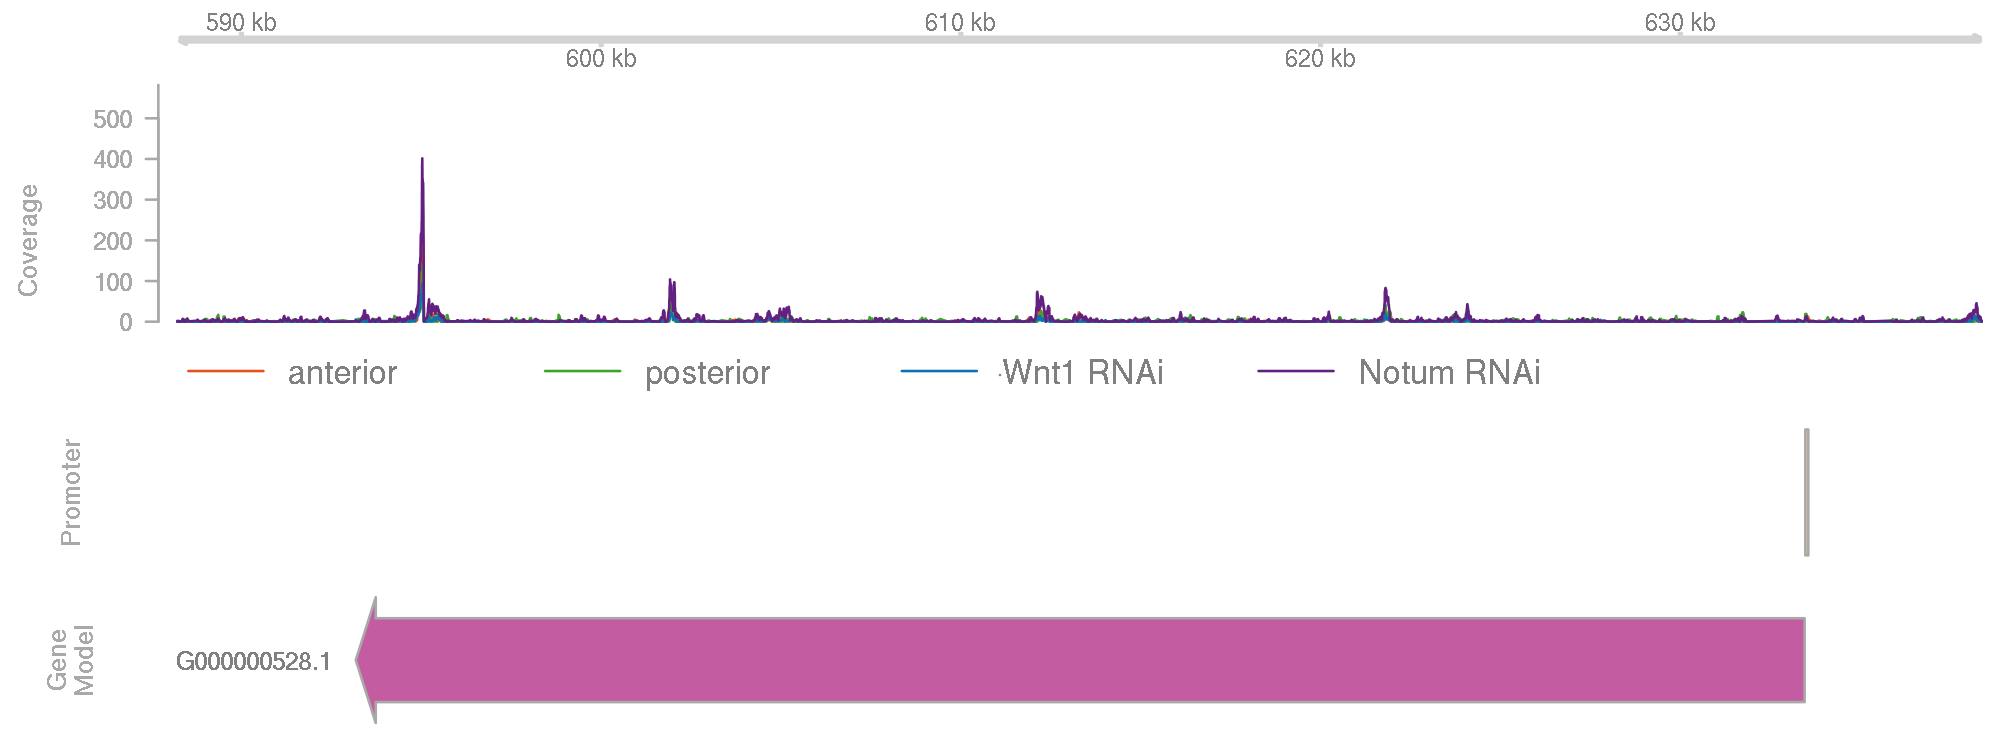 590 kb 610 kb 630 kb
600 kb 620 kb
Coverage
500
400
300
200
100
0
anterior posterior Wnt1 RNAi Notum RNAi
Promoter
Gene
Model
G000000528.1